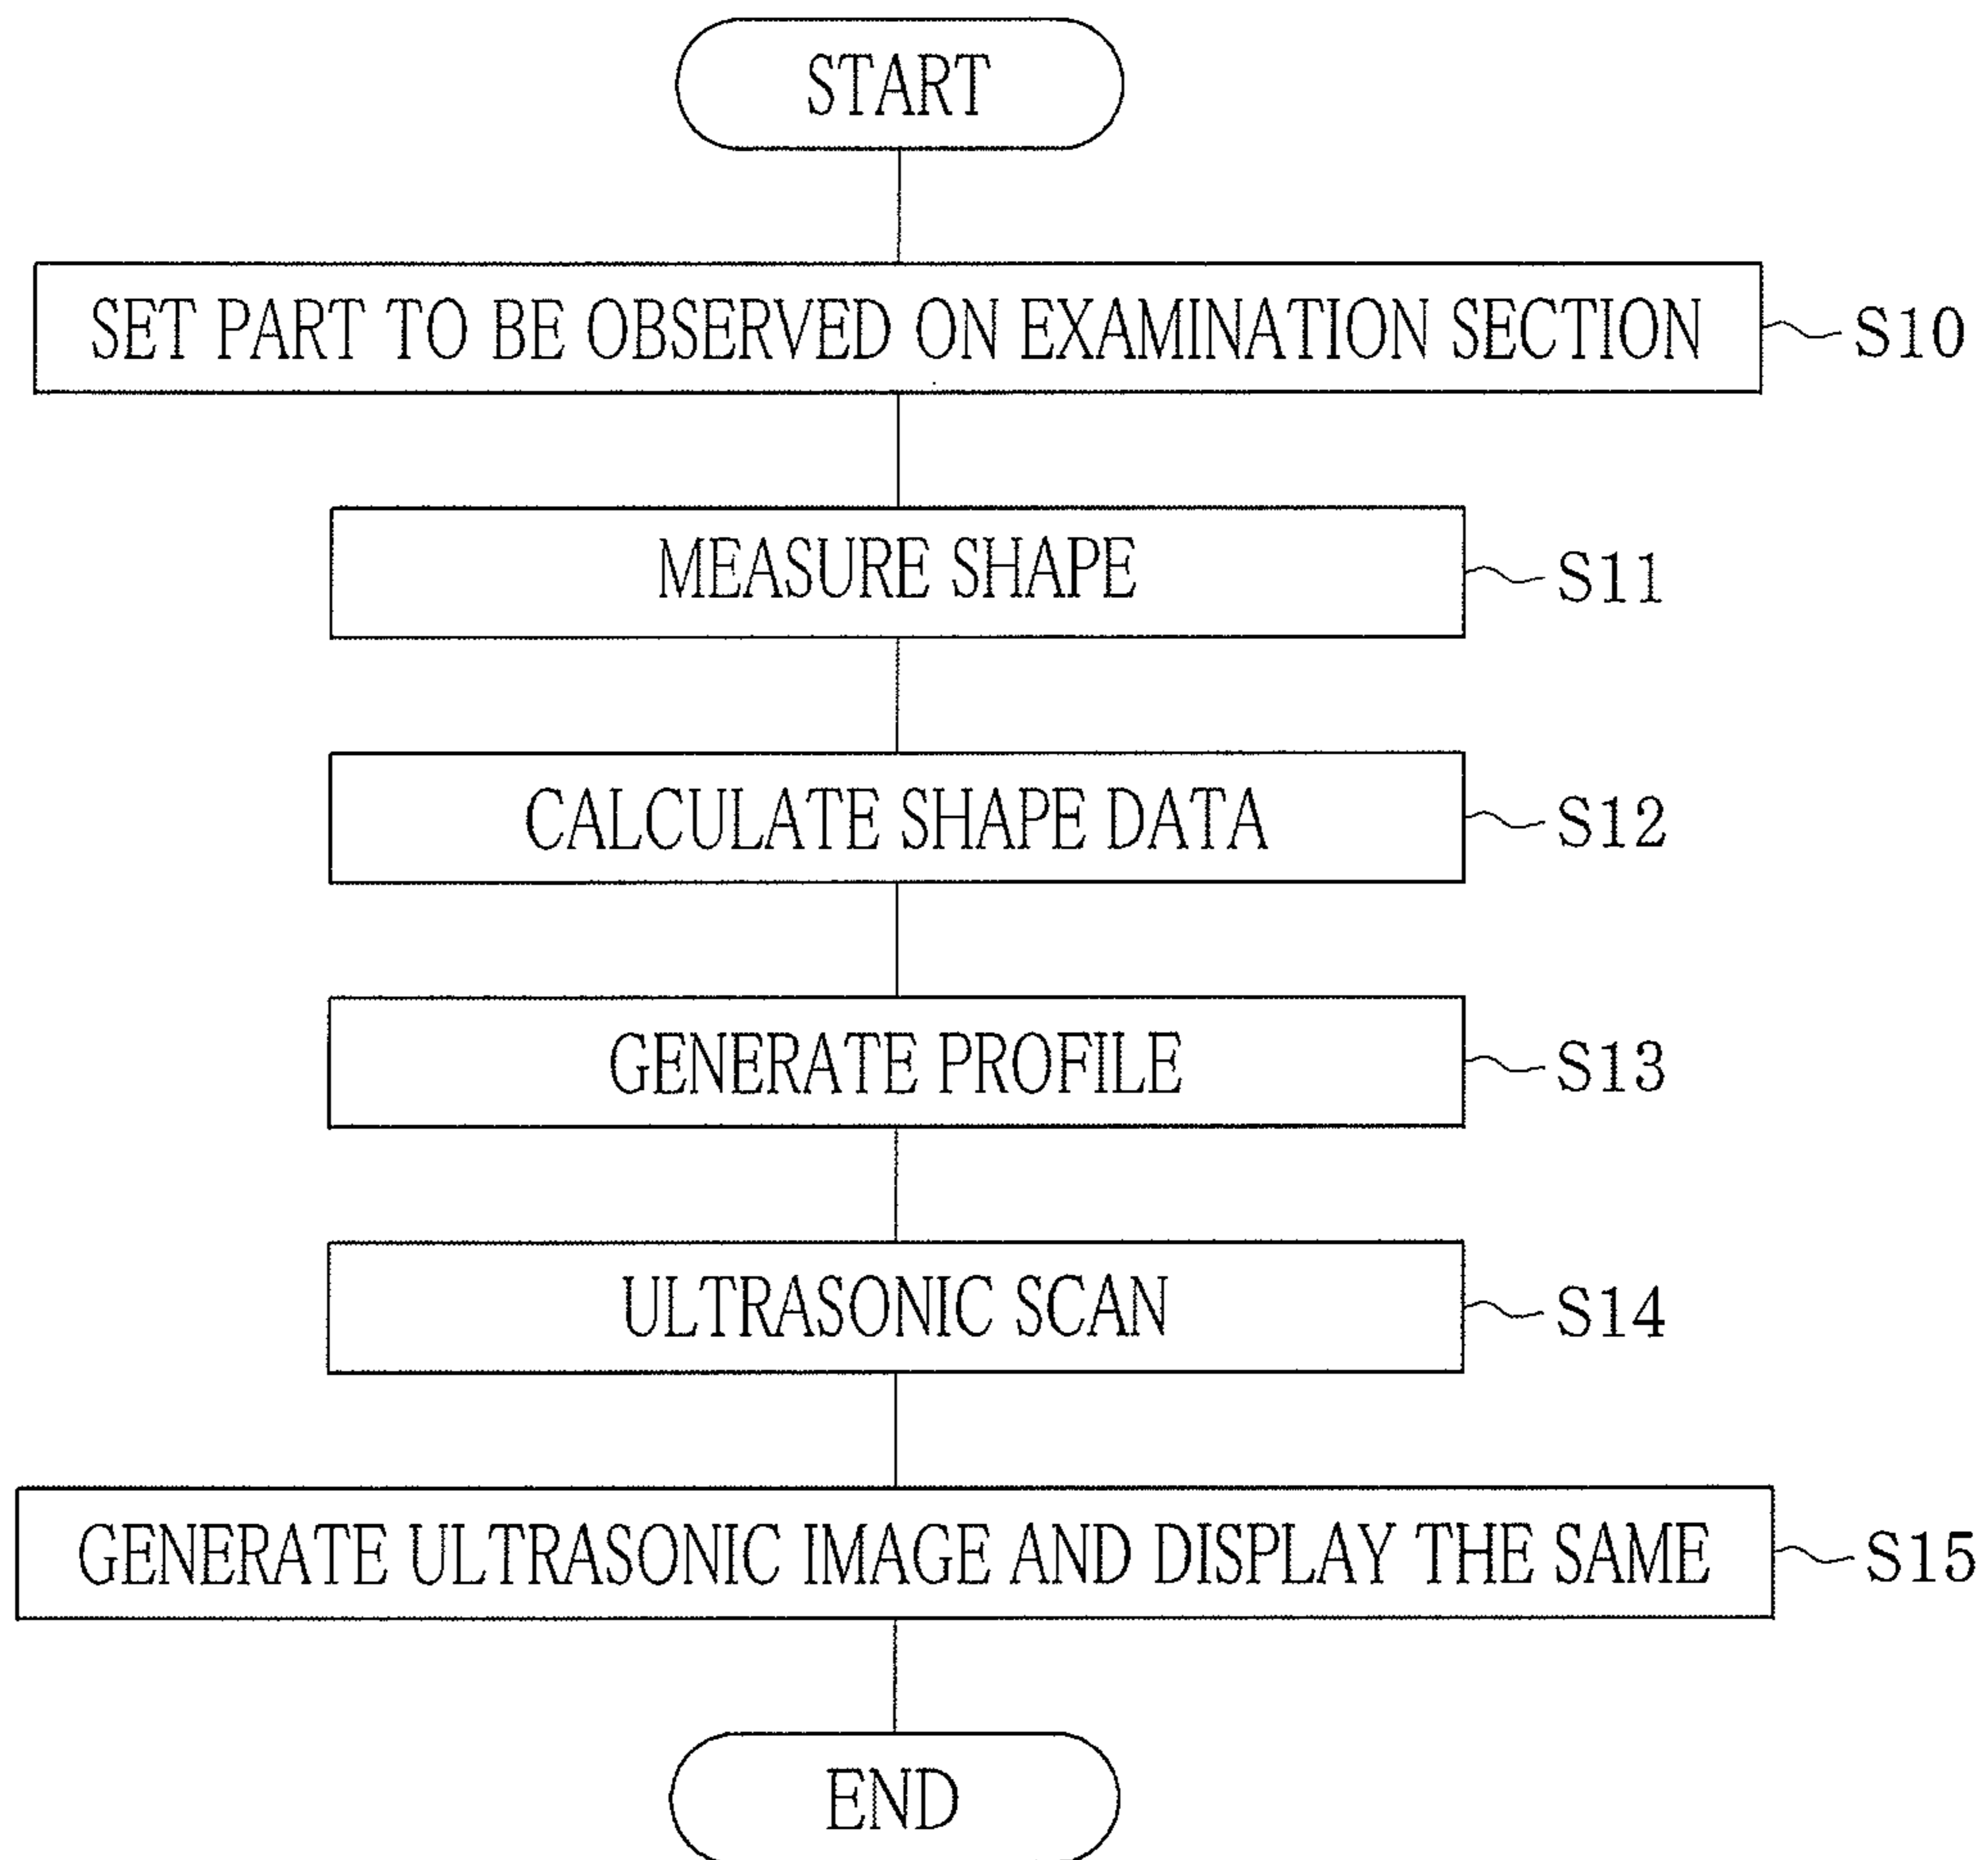 START
SET PART TO BE OBSERVED ON EXAMINATION SECTION
S10
MEASURE SHAPE
S11
CALCULATE SHAPE DATA
S12
GENERATE PROFILE
S13
ULTRASONIC SCAN
S14
GENERATE ULTRASONIC IMAGE AND DISPLAY THE SAME
S15
END